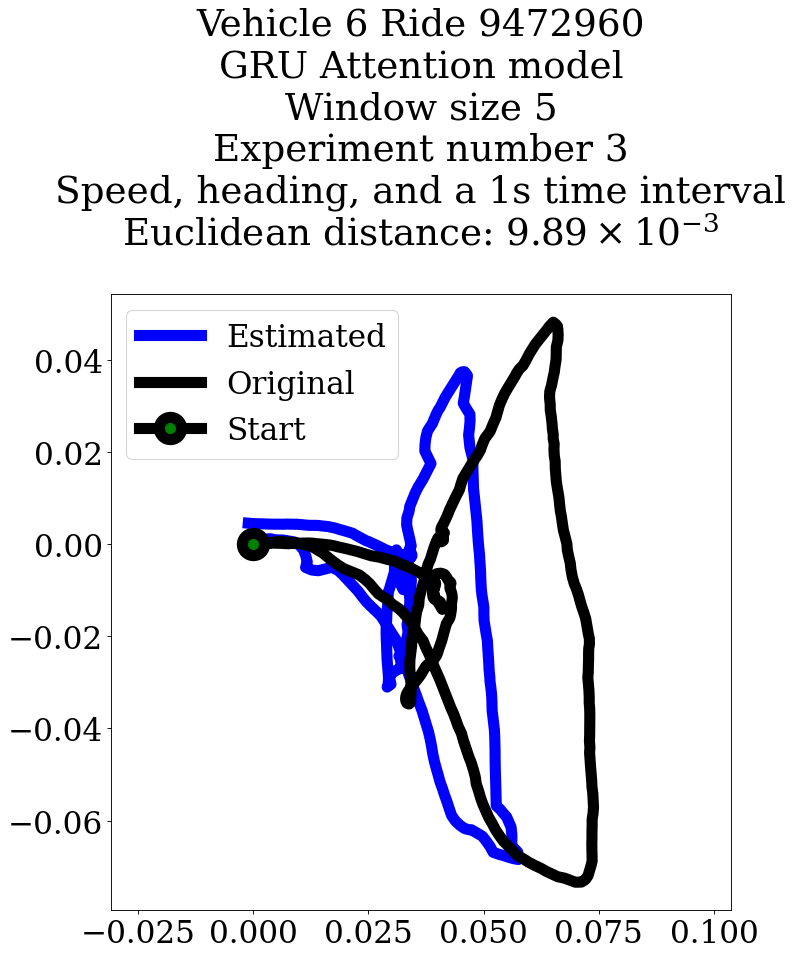 Vehicle 6 Ride 9472960
GRU Attention model
Window size 5
Experiment number 3
Speed, heading, and a 1s time interval
Euclidean distance: 9.89 × 10⁻³
Estimated
Original
Start
0.04
0.02
0.00
−0.02
−0.04
−0.06
−0.025 0.000 0.025 0.050 0.075 0.100